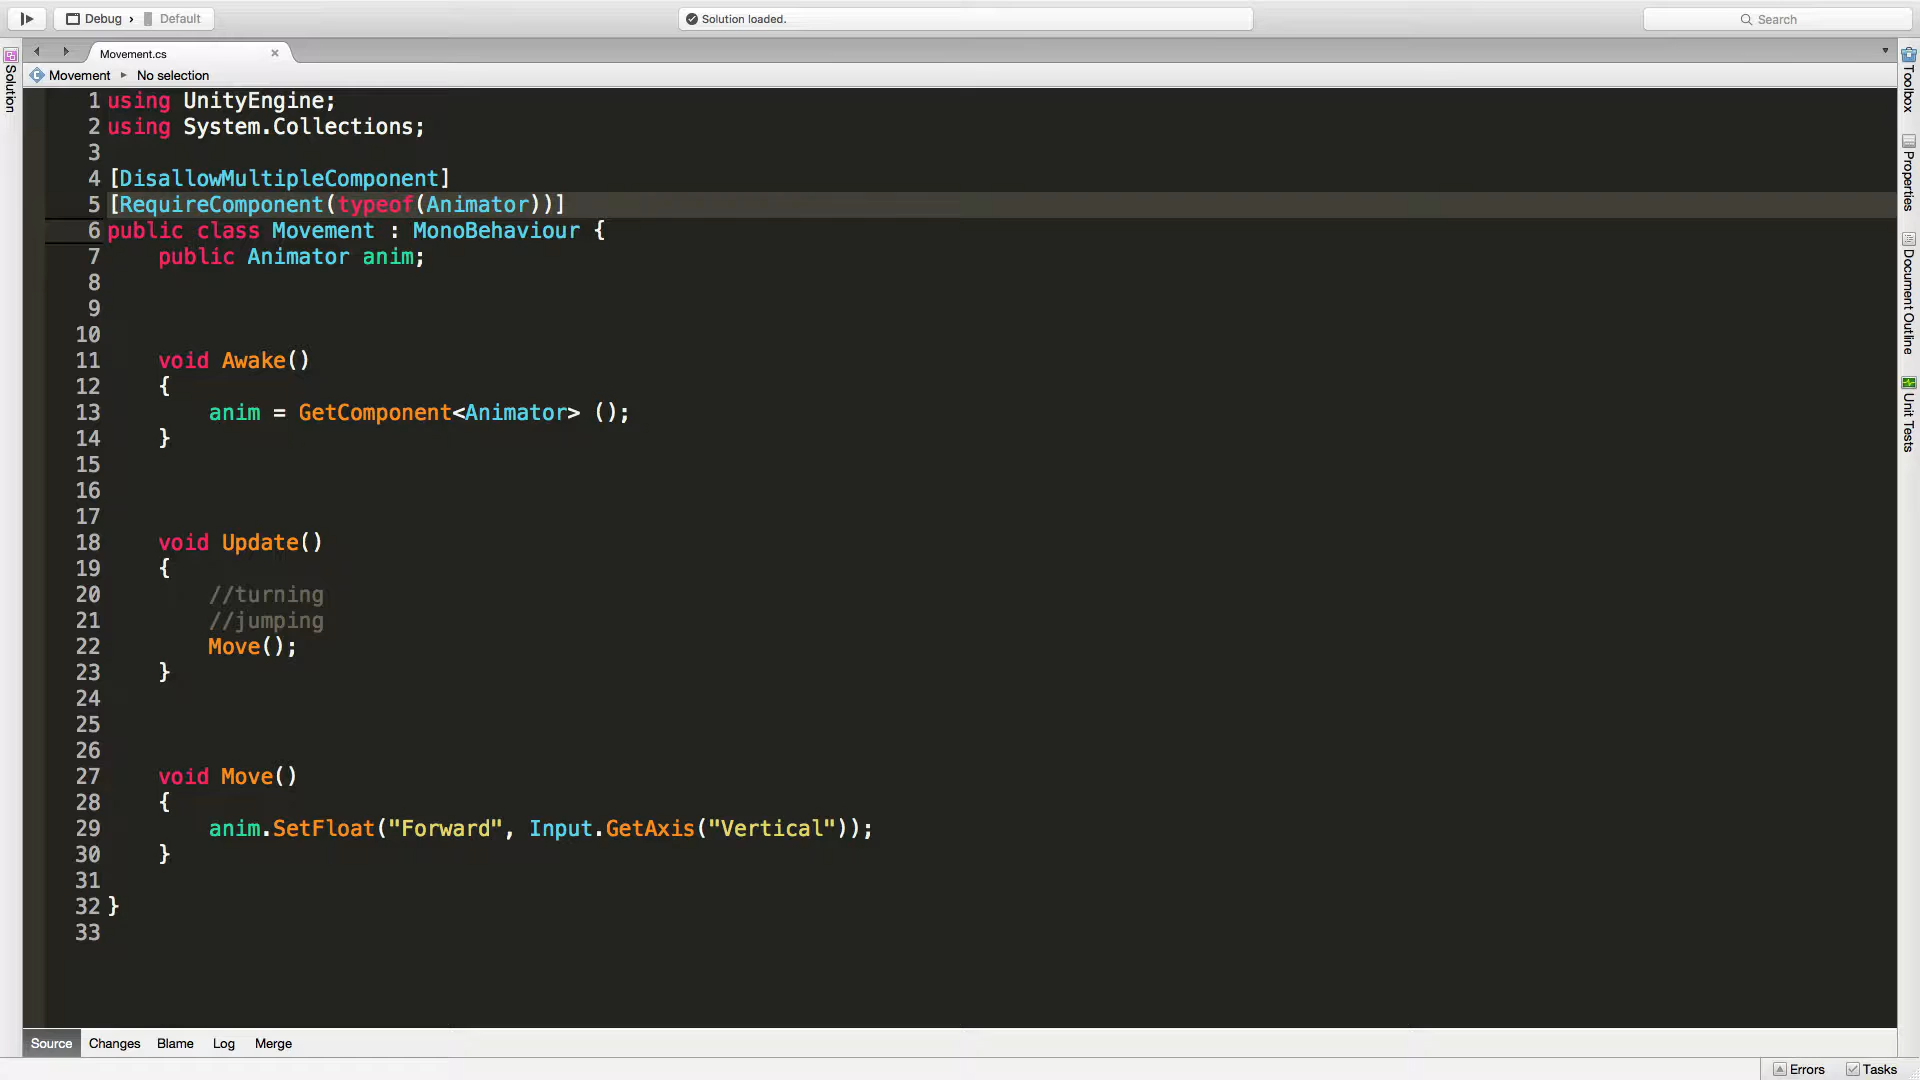 Debug › Default
Solution loaded.
Search
Movement.cs
Movement ▸ No selection
Solution
1 using UnityEngine;
2 using System.Collections;
3
4 [DisallowMultipleComponent]
5 [RequireComponent(typeof(Animator))]
6 public class Movement : MonoBehaviour {
7     public Animator anim;
8
9
10
11     void Awake()
12     {
13         anim = GetComponent<Animator> ();
14     }
15
16
17
18     void Update()
19     {
20         //turning
21         //jumping
22         Move();
23     }
24
25
26
27     void Move()
28     {
29         anim.SetFloat("Forward", Input.GetAxis("Vertical"));
30     }
31
32 }
33
Toolbox
Properties
Document Outline
Unit Tests
Source Changes Blame Log Merge
Errors Tasks